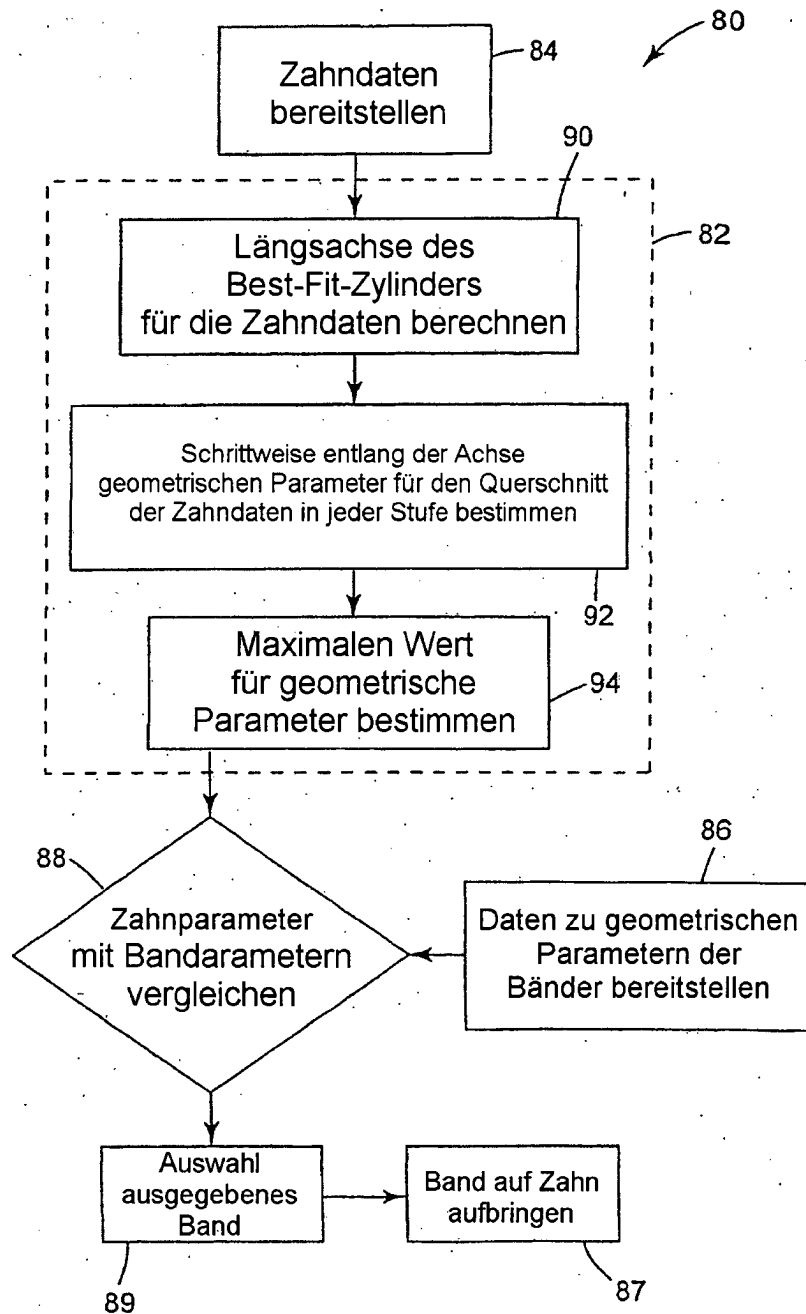 80
84
Zahndaten
bereitstellen
90
82
Längsachse des
Best-Fit-Zylinders
für die Zahndaten berechnen
Schrittweise entlang der Achse
geometrischen Parameter für den Querschnitt
der Zahndaten in jeder Stufe bestimmen
92
Maximalen Wert
für geometrische
Parameter bestimmen
94
88
Zahnparameter
mit Bandarametern
vergleichen
86
Daten zu geometrischen
Parametern der
Bänder bereitstellen
Auswahl
ausgegebenes
Band
89
Band auf Zahn
aufbringen
87